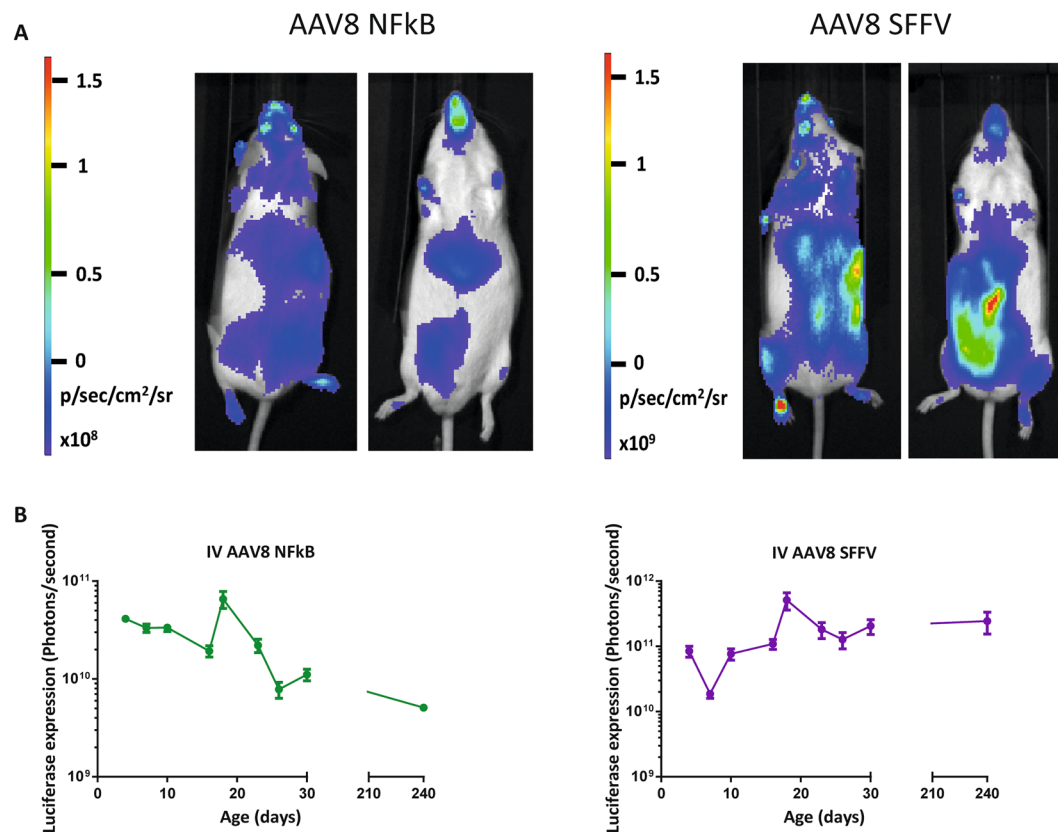 A
AAV8 NFkB
AAV8 SFFV
1.5
1
0.5
0
p/sec/cm²/sr
x10⁸
1.5
1
0.5
0
p/sec/cm²/sr
x10⁹
B
IV AAV8 NFkB
Luciferase expression (Photons/second)
10¹¹
10¹⁰
10⁹
0 10 20 30 210 240
Age (days)
IV AAV8 SFFV
Luciferase expression (Photons/second)
10¹²
10¹¹
10¹⁰
10⁹
0 10 20 30 210 240
Age (days)